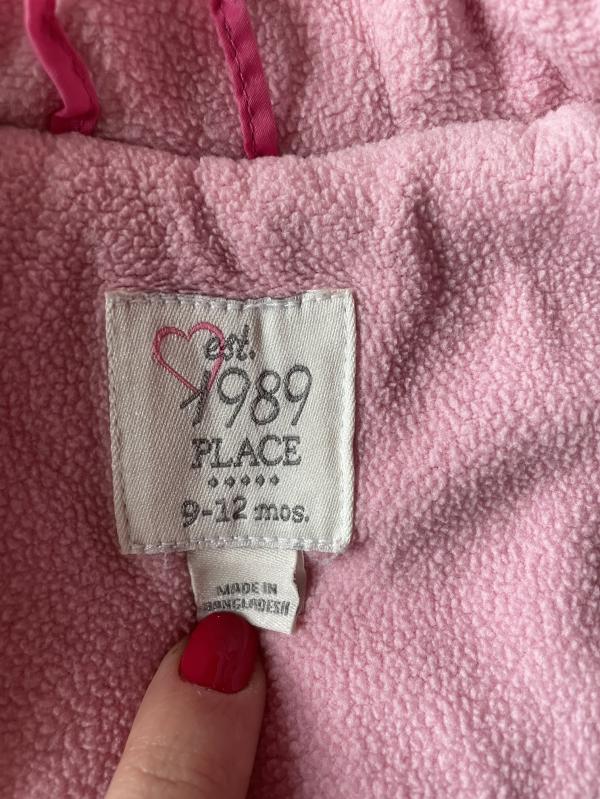 est.
1989
PLACE
9-12 mos.
MADE IN
BANGLADESH